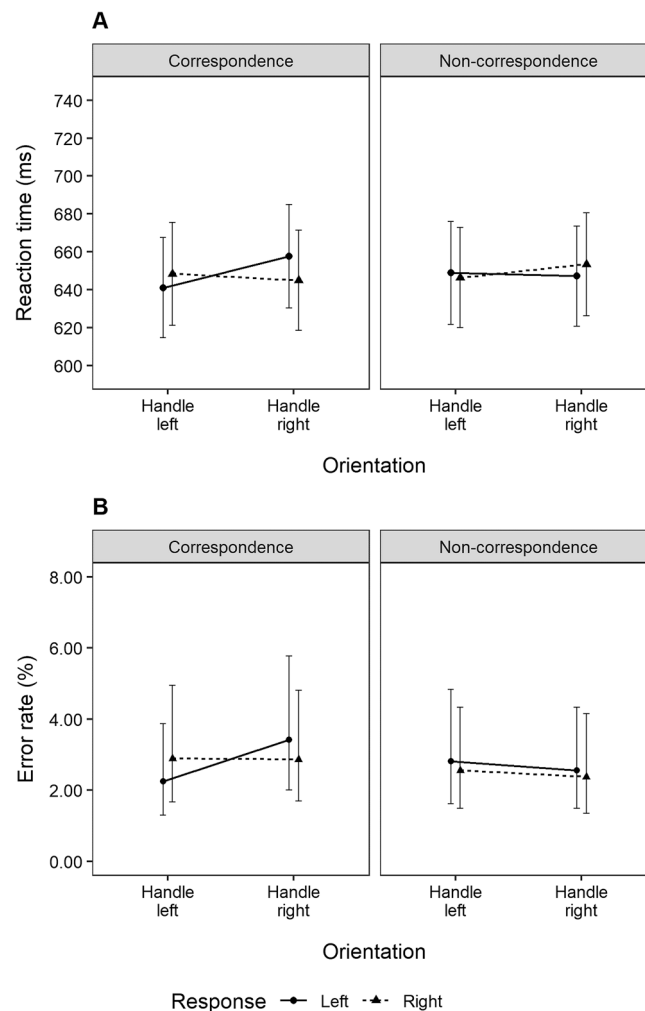 A
Correspondence Non-correspondence
740
720
700
680
660
640
620
600
Reaction time (ms)
Handle left Handle right Handle left Handle right
Orientation
B
Correspondence Non-correspondence
8.00
6.00
4.00
2.00
0.00
Error rate (%)
Handle left Handle right Handle left Handle right
Orientation
Response Left Right